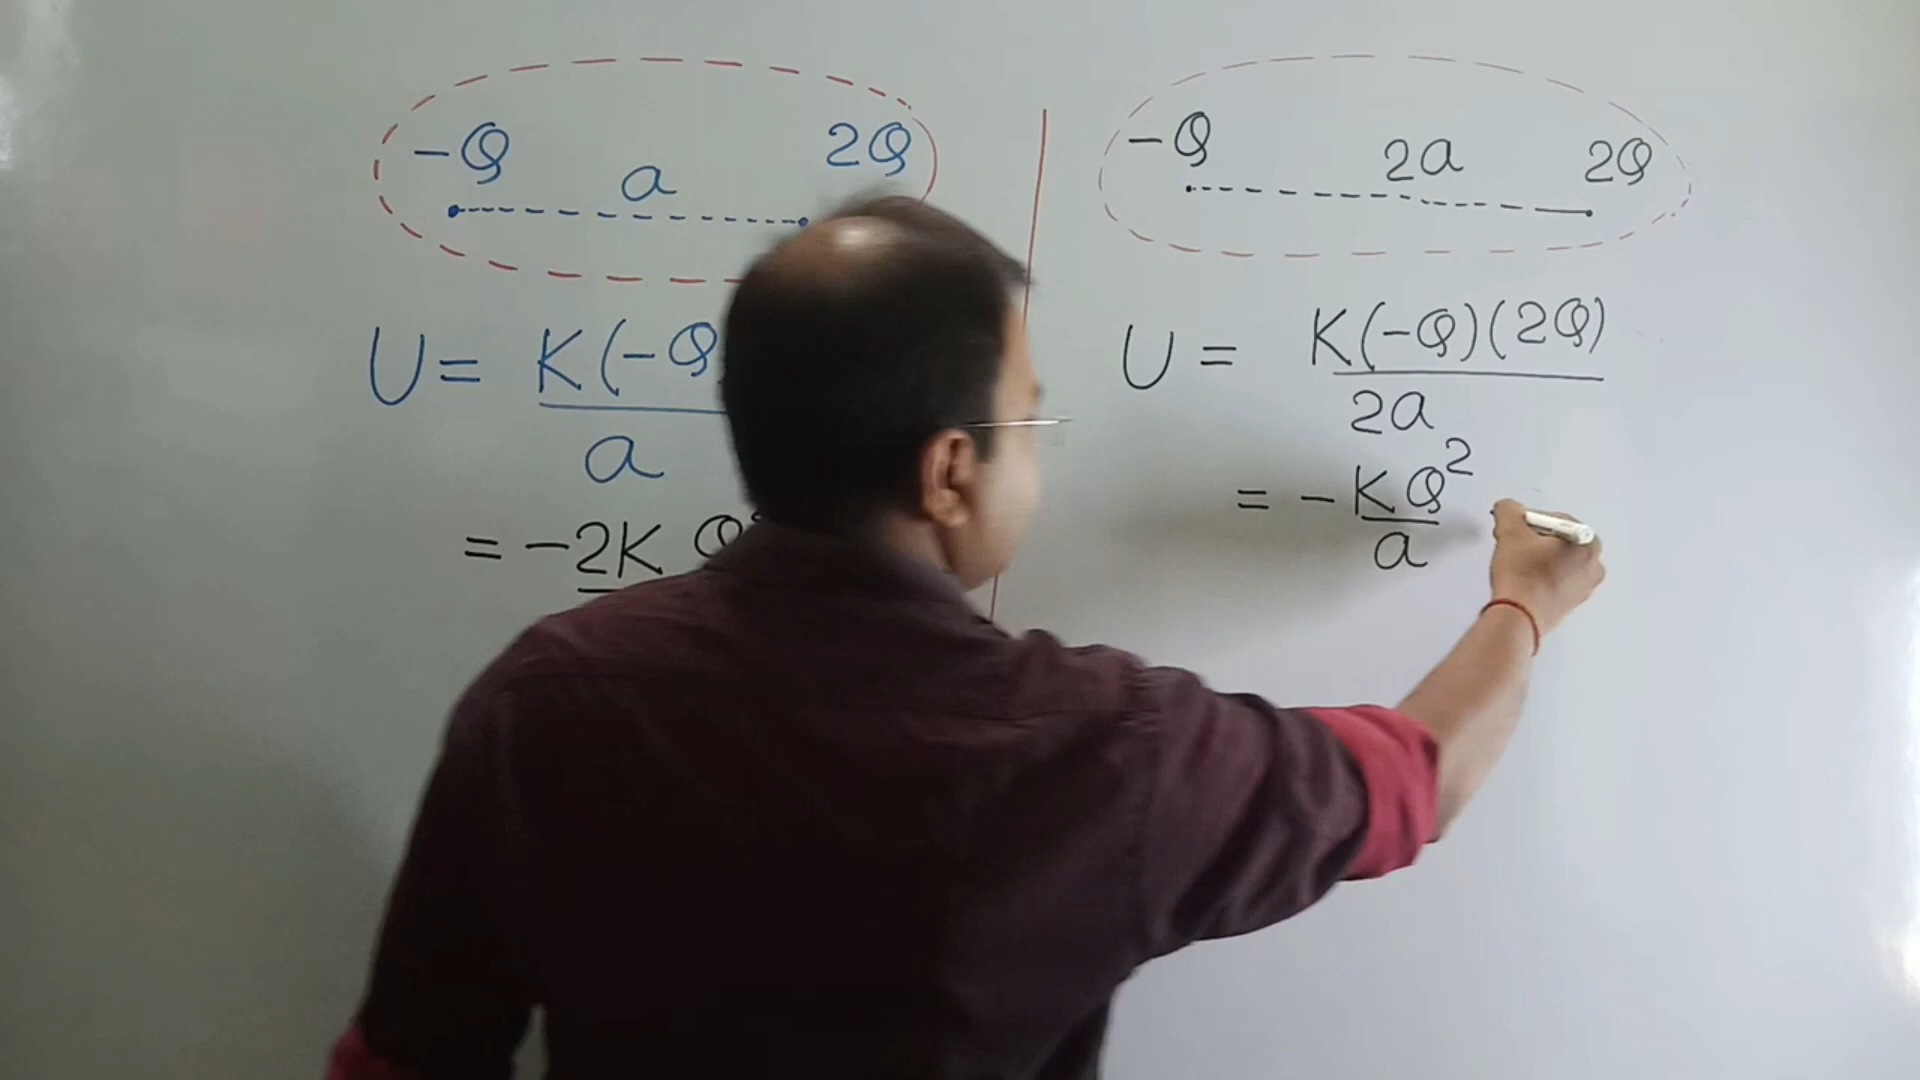 -Q a 2Q
U = K(-Q
a
= -2K Q
-Q 2a 2Q
U = K(-Q)(2Q)
2a
= -KQ²
a